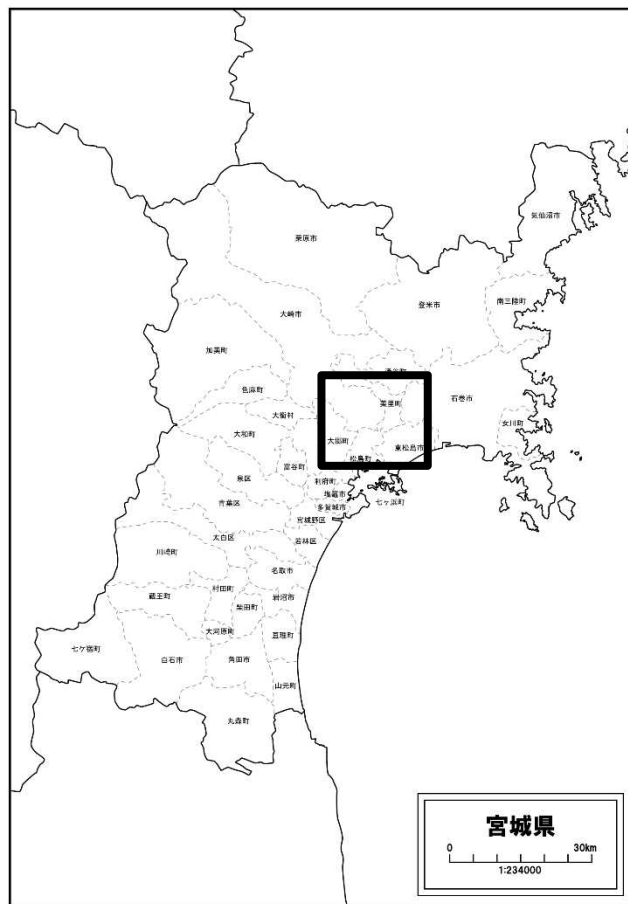 気仙沼市
栗原市
登米市
南三陸町
大崎市
加美町
涌谷町
色麻町
美里町
石巻市
大衡村
女川町
大和町
大郷町
東松島市
松島町
富谷町
泉区
利府町
塩竈市
七ヶ浜町
青葉区
多賀城市
宮城野区
太白区
若林区
川崎町
名取市
村田町
蔵王町
岩沼市
柴田町
大河原町
亘理町
七ケ宿町
白石市
角田市
山元町
丸森町
宮城県
0 30km
1:234000